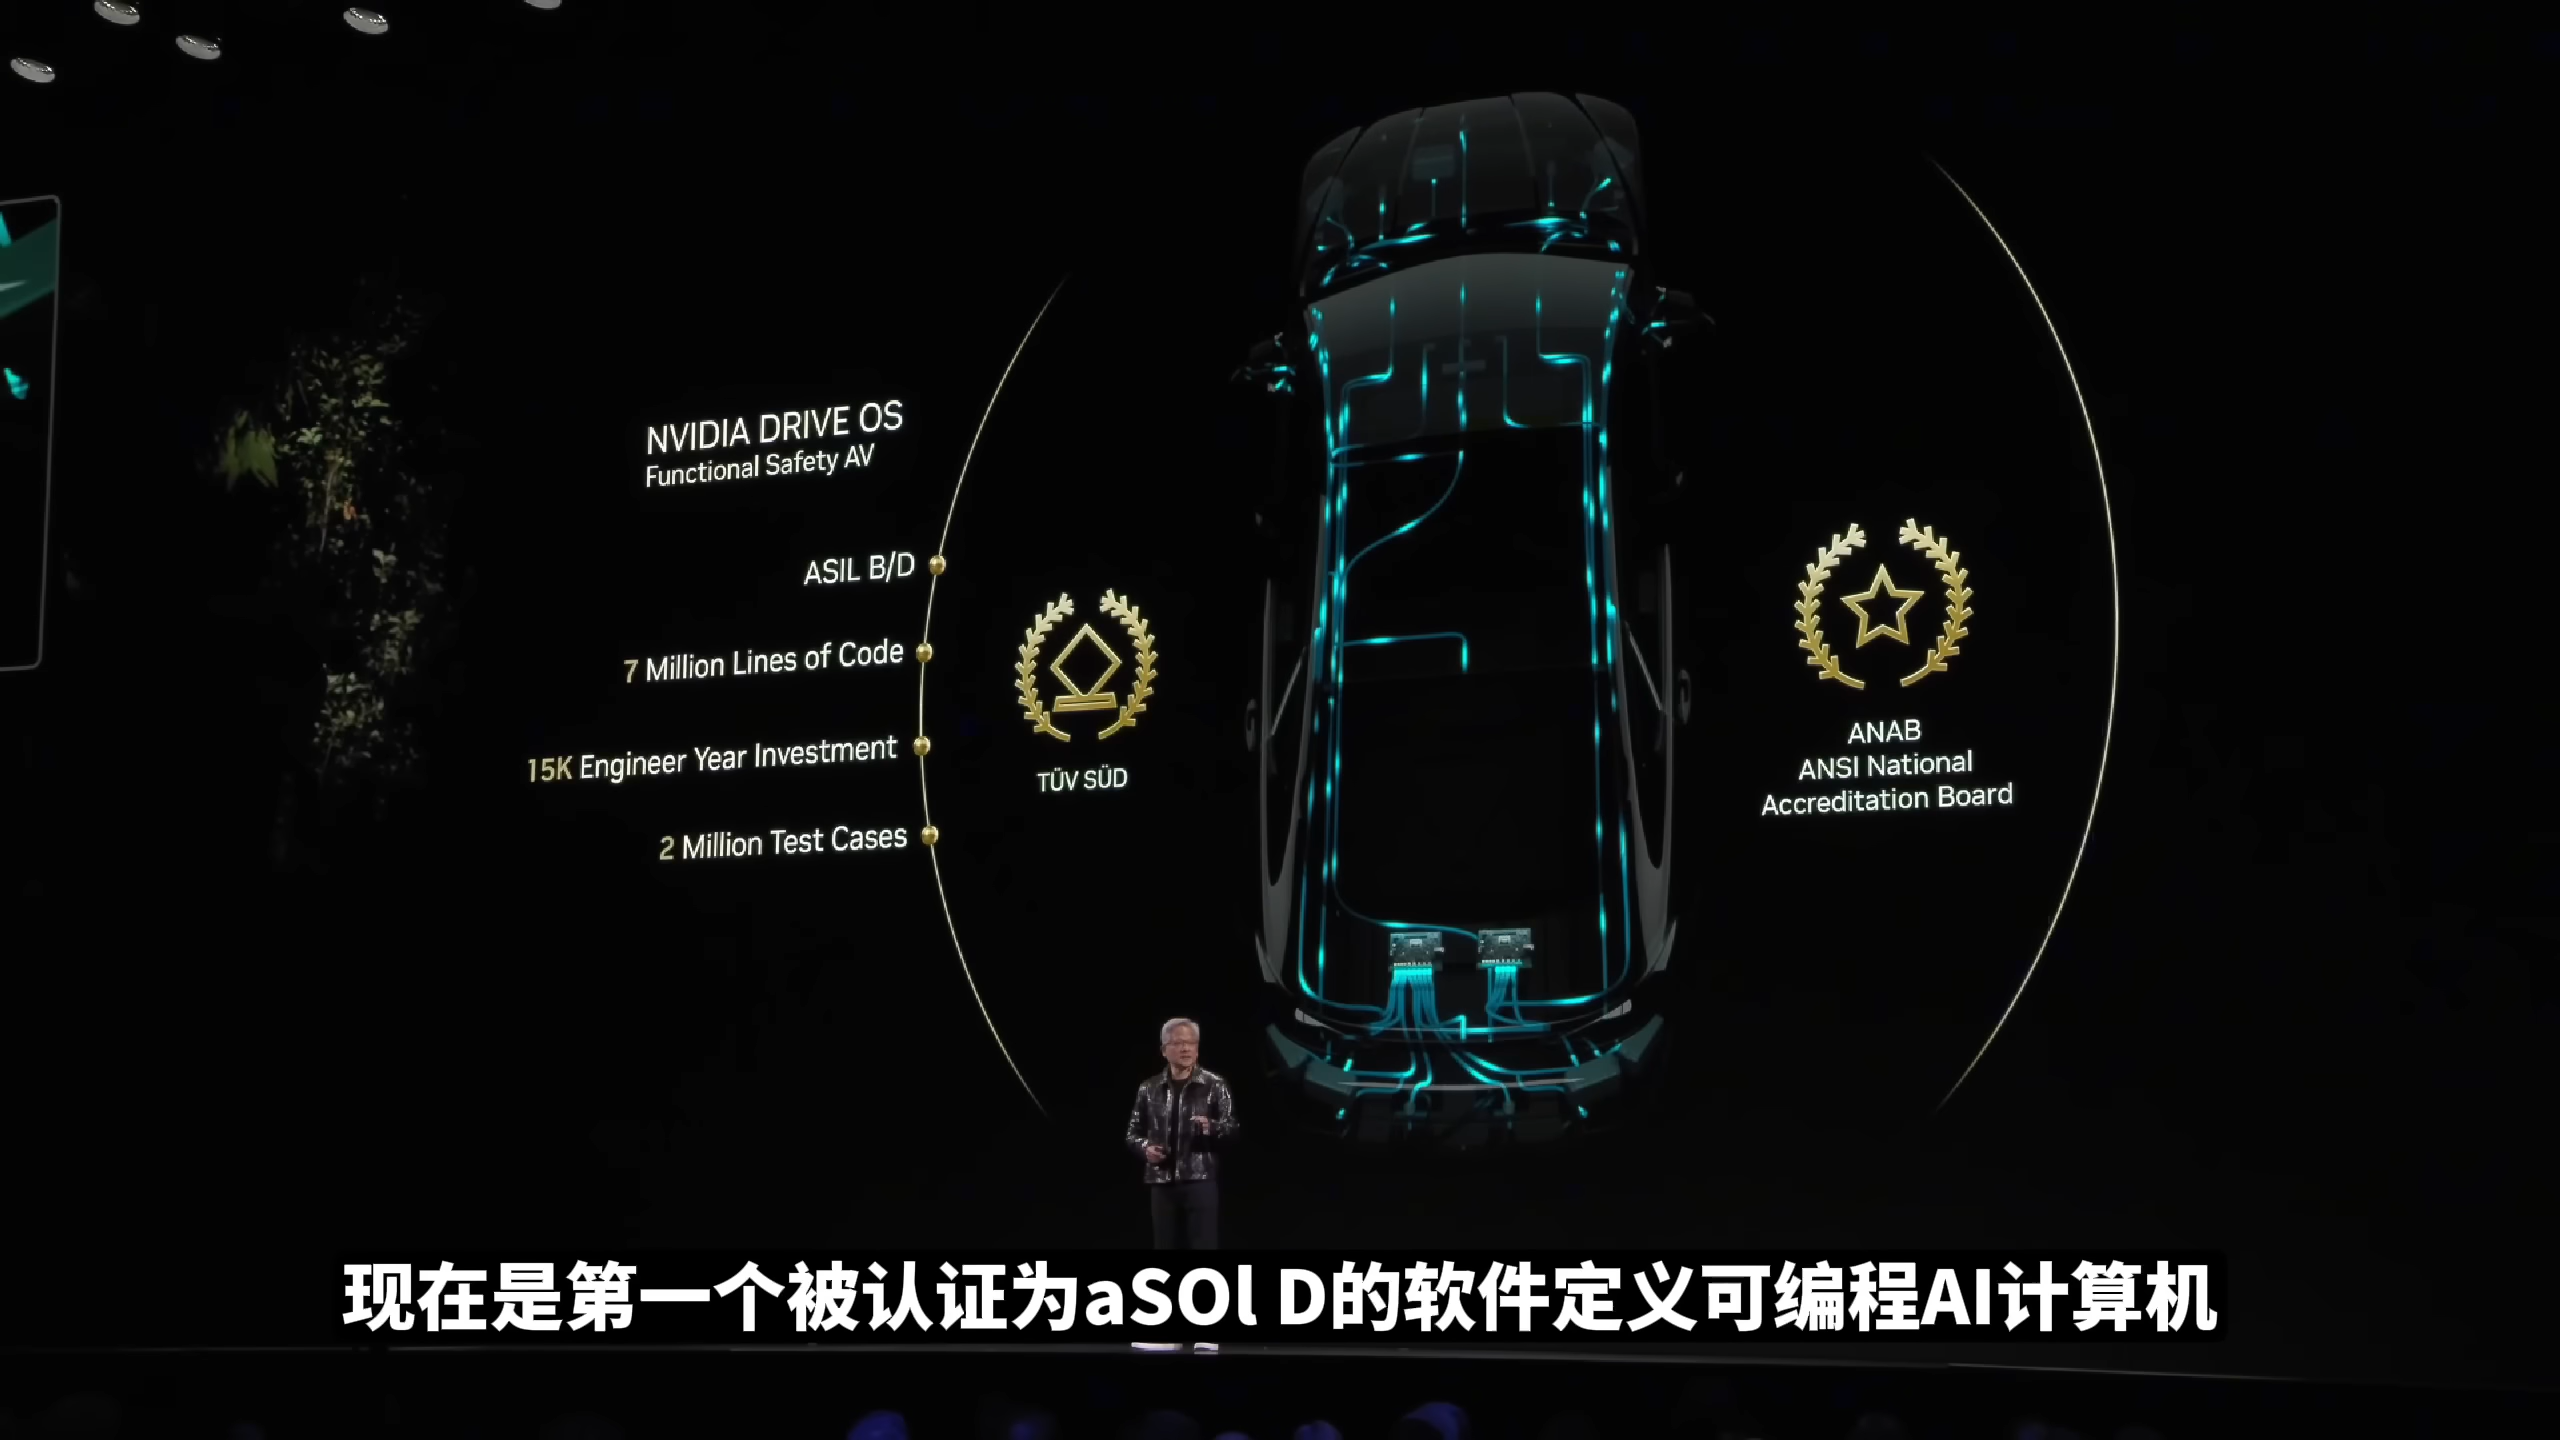 NVIDIA DRIVE OS
Functional Safety AV
ASIL B/D
7 Million Lines of Code
15K Engineer Year Investment
2 Million Test Cases
TÜV SÜD
ANAB
ANSI National
Accreditation Board
现在是第一个被认证为aSOl D的软件定义可编程AI计算机